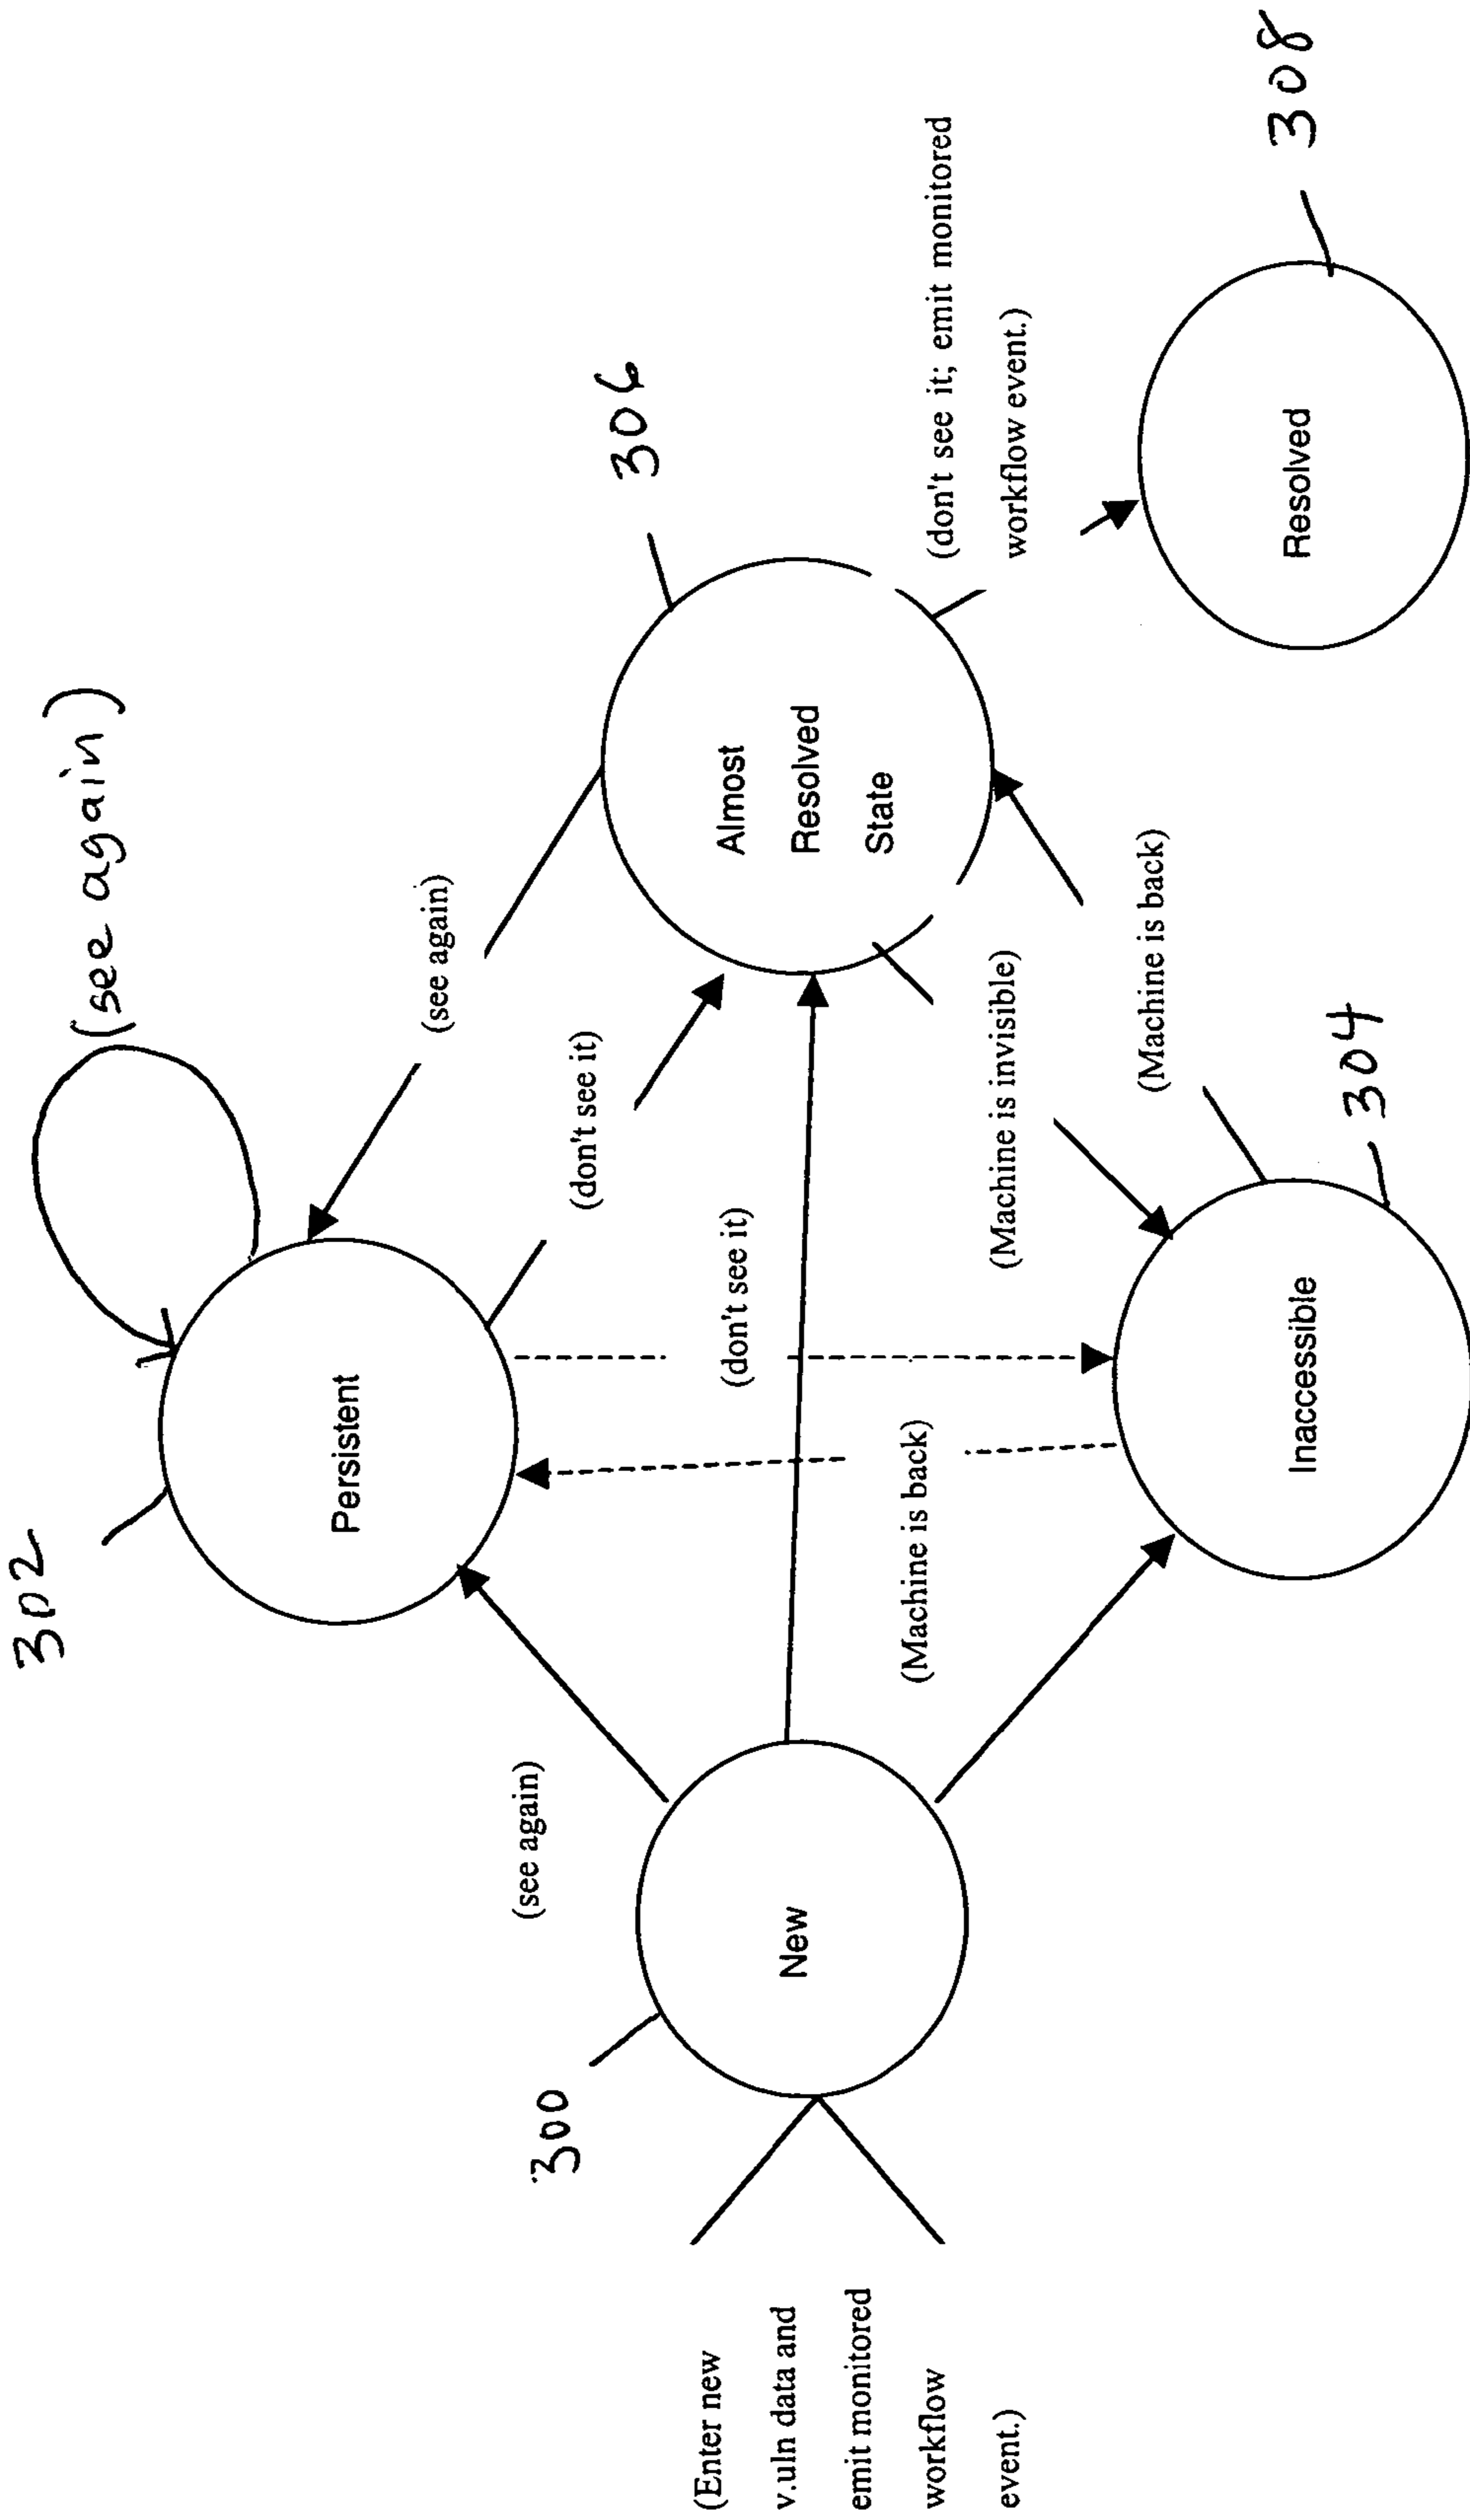 (Enter new
v.uln data and
emit monitored
workflow
event.)
300
New
(see again)
302
Persistent
(see again)
(see again)
(don't see it)
(don't see it)
(Machine is back)
(Machine is invisible)
(Machine is back)
Inaccessible
304
Almost
Resolved
State
306
(don't see it; emit monitored
workflow event.)
Resolved
308